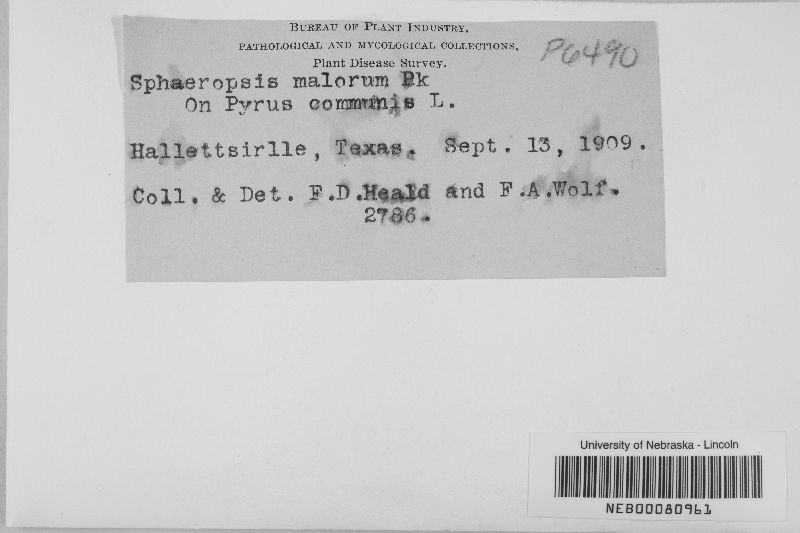 BUREAU OF PLANT INDUSTRY,
PATHOLOGICAL AND MYCOLOGICAL COLLECTIONS,
Plant Disease Survey.
P6490
Sphaeropsis malorum Pk
On Pyrus communis L.
Hallettsirlle, Texas. Sept. 13, 1909.
Coll. & Det. F.D.Heald and F.A.Wolf.
2786.
University of Nebraska - Lincoln
NEB00080961